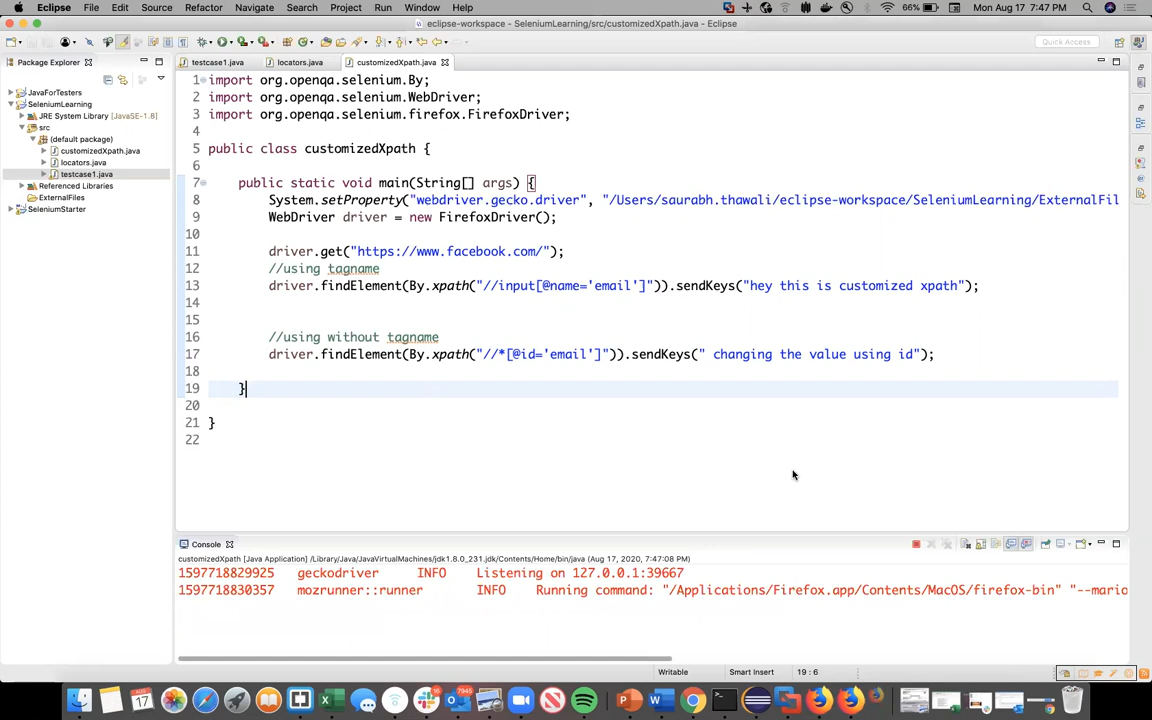 Eclipse File Edit Source Refactor Navigate Search Project Run Window Help 66% Mon Aug 17 7:47 PM
eclipse-workspace - SeleniumLearning/src/customizedXpath.java - Eclipse
Quick Access
Package Explorer
testcase1.java locators.java customizedXpath.java
JavaForTesters
SeleniumLearning
JRE System Library [JavaSE-1.8]
src
(default package)
customizedXpath.java
locators.java
testcase1.java
Referenced Libraries
ExternalFiles
SeleniumStarter
1 import org.openqa.selenium.By;
2 import org.openqa.selenium.WebDriver;
3 import org.openqa.selenium.firefox.FirefoxDriver;
4
5 public class customizedXpath {
6
7 public static void main(String[] args) {
8 System.setProperty("webdriver.gecko.driver", "/Users/saurabh.thawali/eclipse-workspace/SeleniumLearning/ExternalFil
9 WebDriver driver = new FirefoxDriver();
10
11 driver.get("https://www.facebook.com/");
12 //using tagname
13 driver.findElement(By.xpath("//input[@name='email']")).sendKeys("hey this is customized xpath");
14
15
16 //using without tagname
17 driver.findElement(By.xpath("//*[@id='email']")).sendKeys(" changing the value using id");
18
19 }
20
21 }
22
Console
customizedXpath [Java Application] /Library/Java/JavaVirtualMachines/jdk1.8.0_231.jdk/Contents/Home/bin/java (Aug 17, 2020, 7:47:08 PM)
1597718829925 geckodriver INFO Listening on 127.0.0.1:39667
1597718830357 mozrunner::runner INFO Running command: "/Applications/Firefox.app/Contents/MacOS/firefox-bin" "--mario
Writable Smart Insert 19 : 6
17 7945